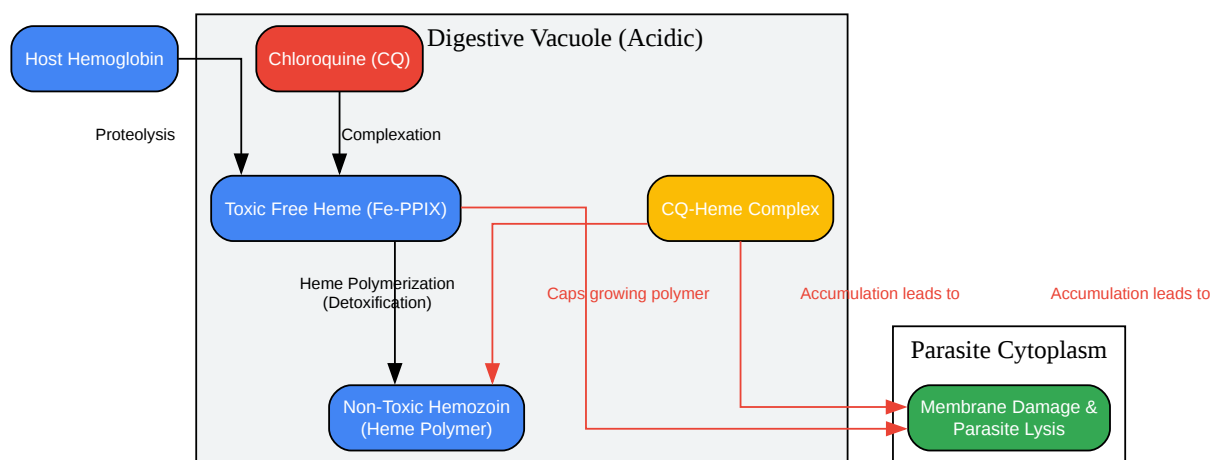 Digestive Vacuole (Acidic)
Host Hemoglobin
Chloroquine (CQ)
Proteolysis
Complexation
Toxic Free Heme (Fe-PPIX)
CQ-Heme Complex
Heme Polymerization
(Detoxification)
Caps growing polymer
Accumulation leads to
Accumulation leads to
Parasite Cytoplasm
Non-Toxic Hemozoin
(Heme Polymer)
Membrane Damage &
Parasite Lysis